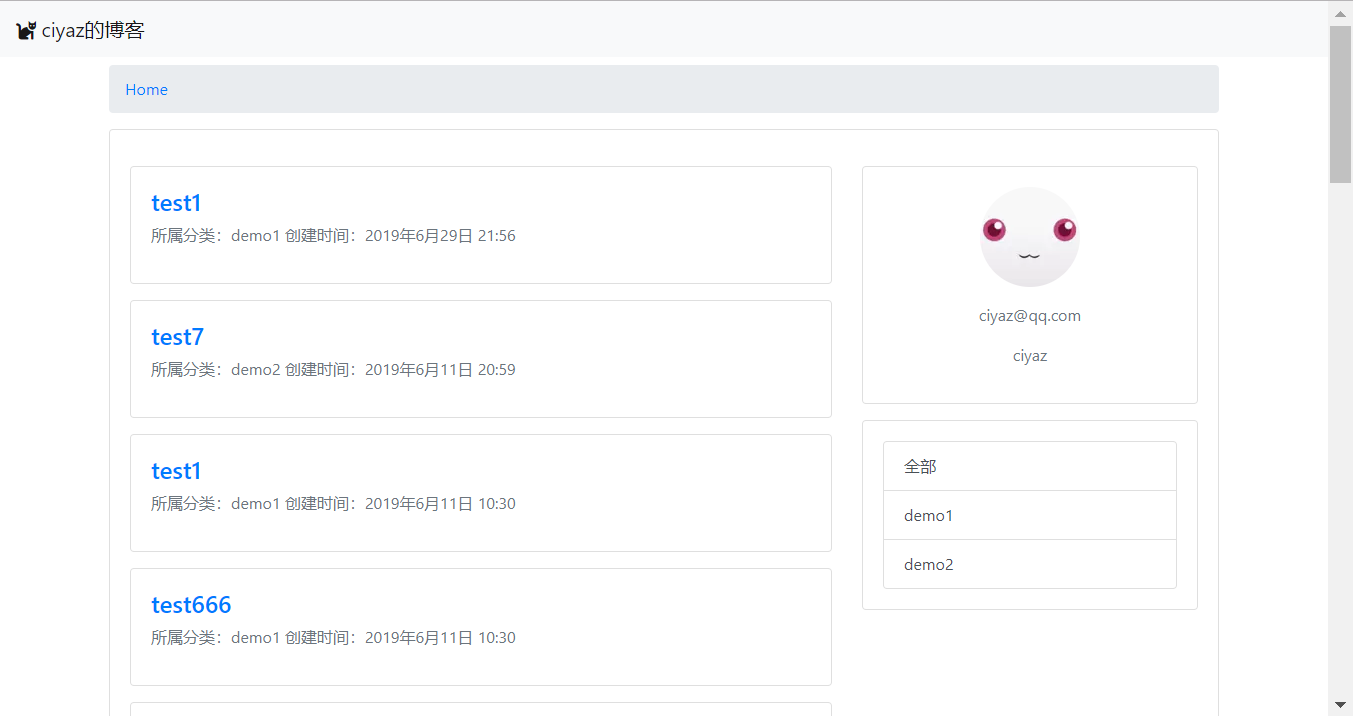 ciyaz的博客
Home
test1
所属分类：demo1 创建时间：2019年6月29日 21:56
test7
所属分类：demo2 创建时间：2019年6月11日 20:59
test1
所属分类：demo1 创建时间：2019年6月11日 10:30
test666
所属分类：demo1 创建时间：2019年6月11日 10:30
ciyaz@qq.com
ciyaz
全部
demo1
demo2